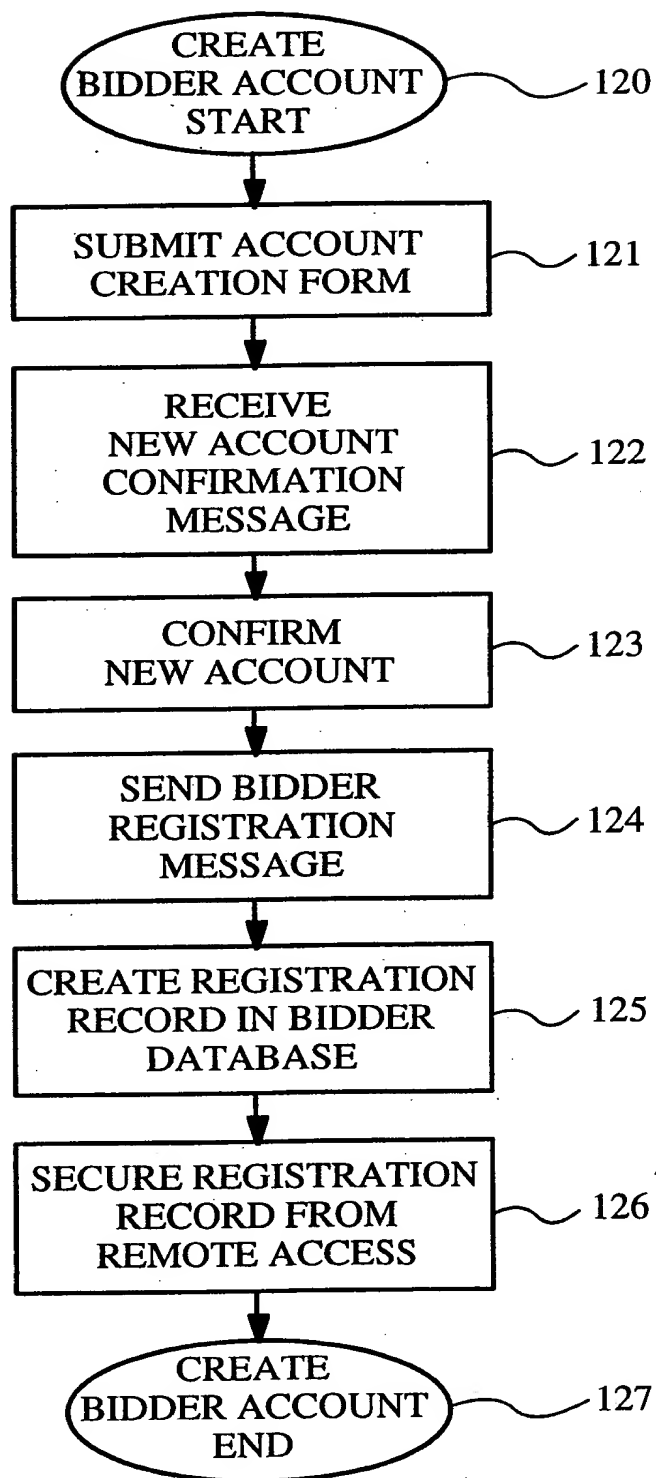 CREATE
BIDDER ACCOUNT
START
120
SUBMIT ACCOUNT
CREATION FORM
121
RECEIVE
NEW ACCOUNT
CONFIRMATION
MESSAGE
122
CONFIRM
NEW ACCOUNT
123
SEND BIDDER
REGISTRATION
MESSAGE
124
CREATE REGISTRATION
RECORD IN BIDDER
DATABASE
125
SECURE REGISTRATION
RECORD FROM
REMOTE ACCESS
126
CREATE
BIDDER ACCOUNT
END
127